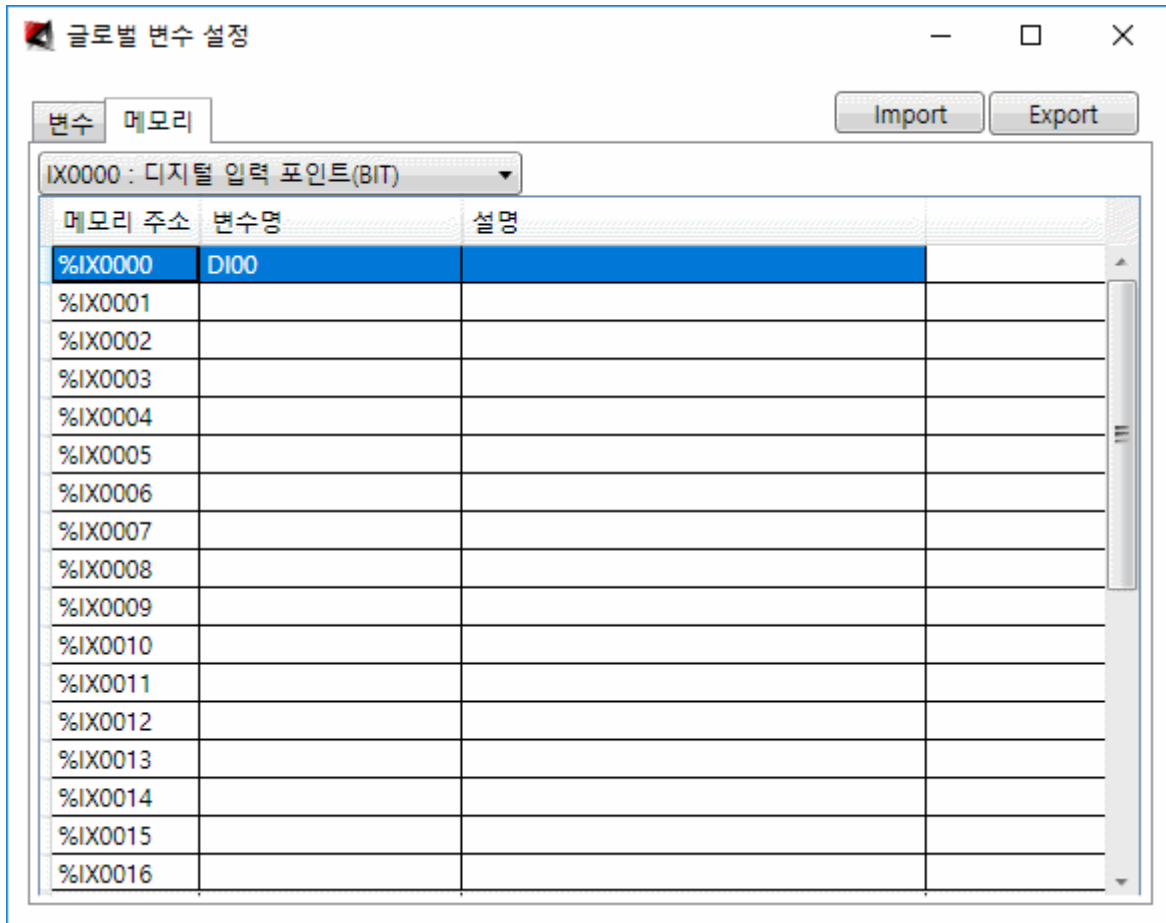 글로벌 변수 설정
변수 메모리 Import Export
IX0000 : 디지털 입력 포인트(BIT)
메모리 주소 변수명 설명
%IX0000 DI00
%IX0001
%IX0002
%IX0003
%IX0004
%IX0005
%IX0006
%IX0007
%IX0008
%IX0009
%IX0010
%IX0011
%IX0012
%IX0013
%IX0014
%IX0015
%IX0016